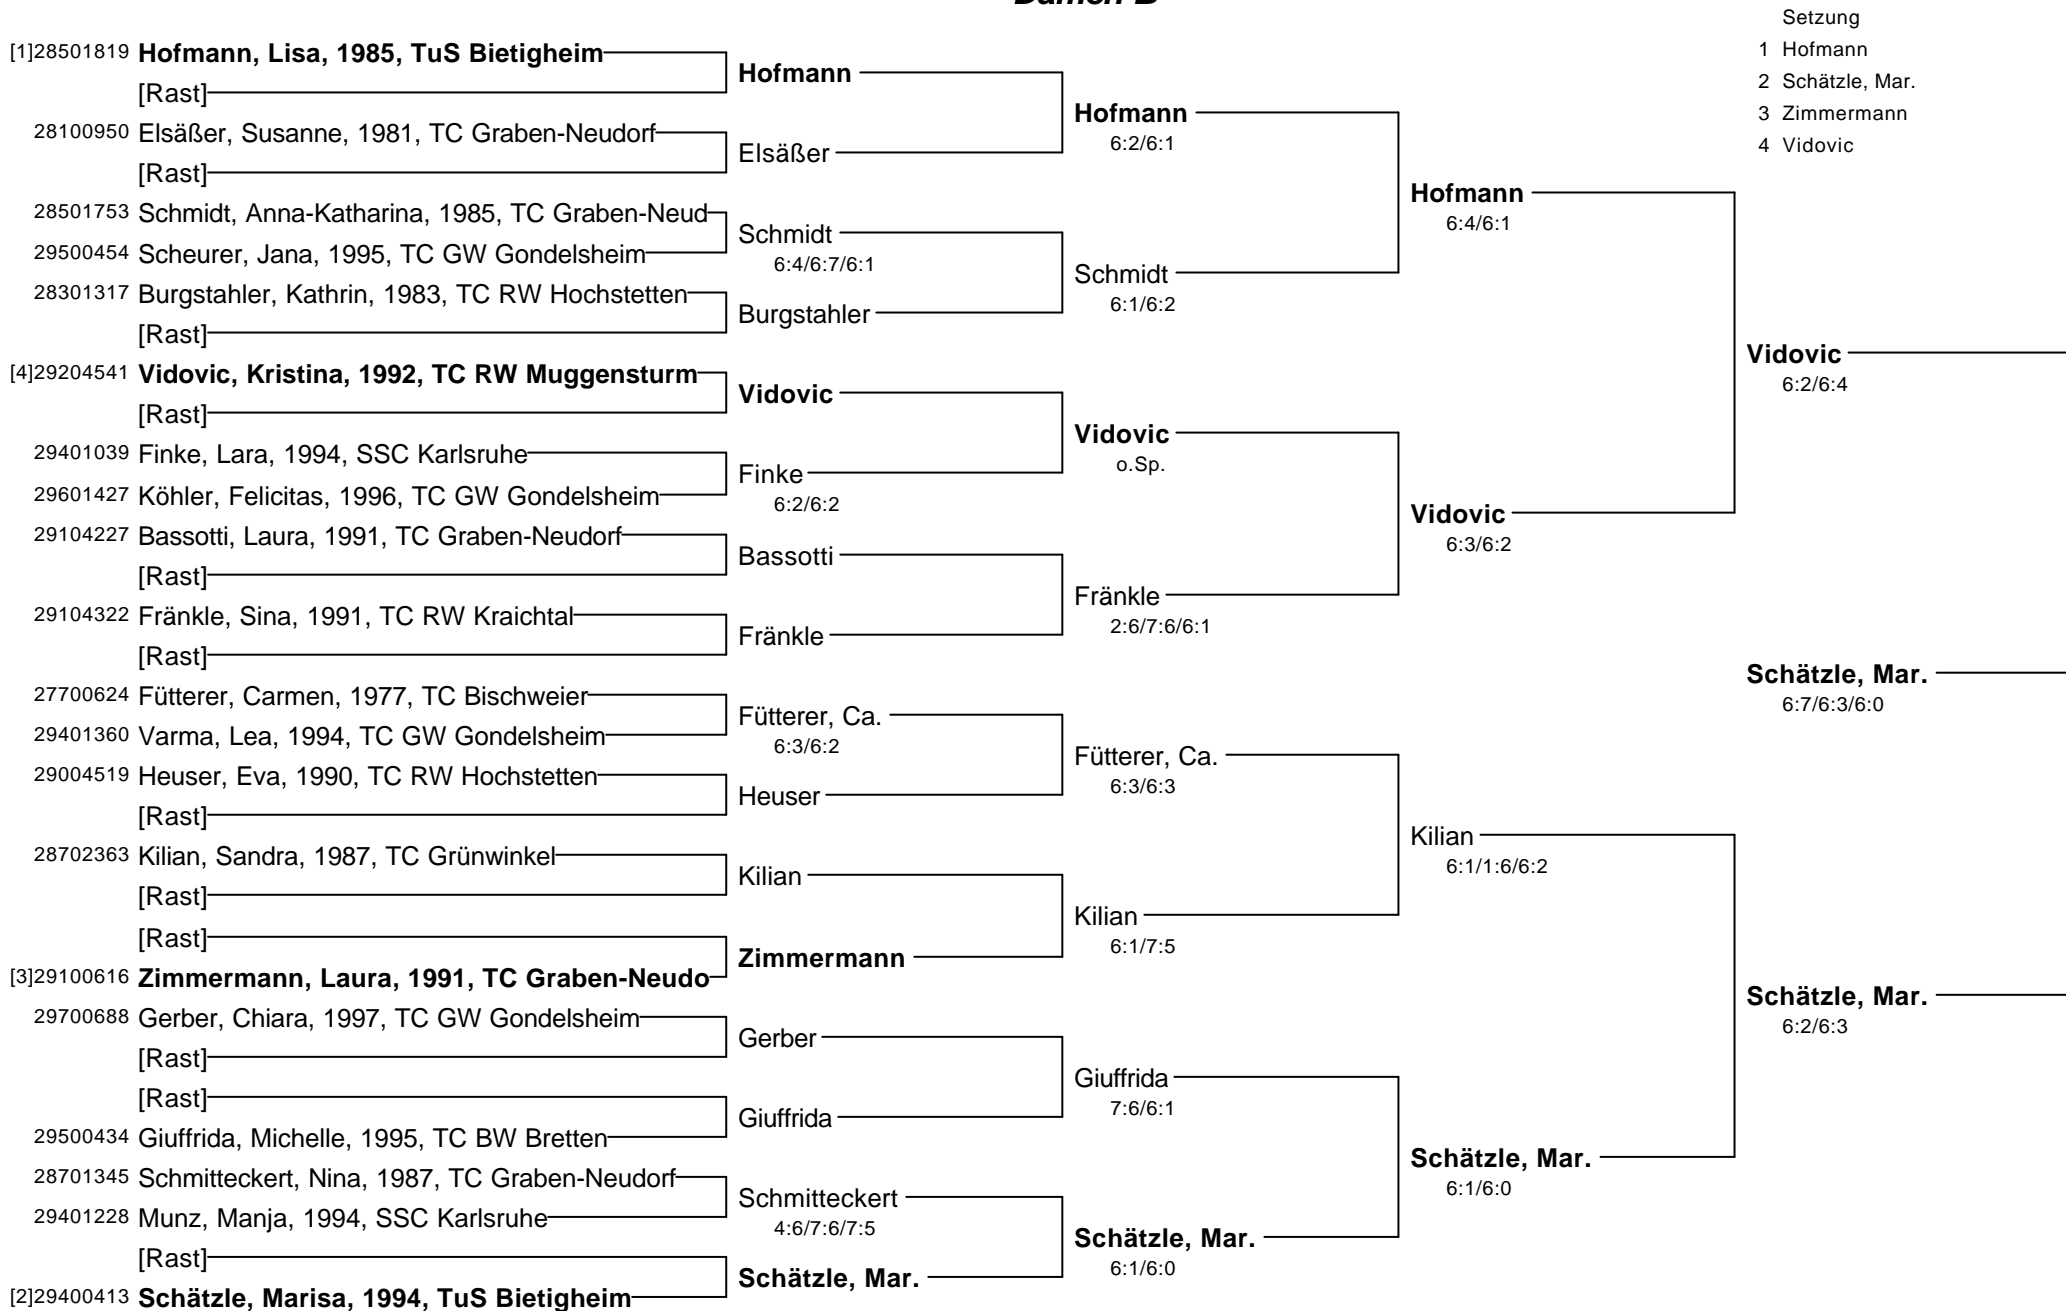 Damen B
Setzung
1 Hofmann
2 Schätzle, Mar.
3 Zimmermann
4 Vidovic
[1]28501819 Hofmann, Lisa, 1985, TuS Bietigheim
[Rast]
28100950 Elsäßer, Susanne, 1981, TC Graben-Neudorf
[Rast]
28501753 Schmidt, Anna-Katharina, 1985, TC Graben-Neud
29500454 Scheurer, Jana, 1995, TC GW Gondelsheim
28301317 Burgstahler, Kathrin, 1983, TC RW Hochstetten
[Rast]
[4]29204541 Vidovic, Kristina, 1992, TC RW Muggensturm
[Rast]
29401039 Finke, Lara, 1994, SSC Karlsruhe
29601427 Köhler, Felicitas, 1996, TC GW Gondelsheim
29104227 Bassotti, Laura, 1991, TC Graben-Neudorf
[Rast]
29104322 Fränkle, Sina, 1991, TC RW Kraichtal
[Rast]
27700624 Fütterer, Carmen, 1977, TC Bischweier
29401360 Varma, Lea, 1994, TC GW Gondelsheim
29004519 Heuser, Eva, 1990, TC RW Hochstetten
[Rast]
28702363 Kilian, Sandra, 1987, TC Grünwinkel
[Rast]
[Rast]
[3]29100616 Zimmermann, Laura, 1991, TC Graben-Neudo
29700688 Gerber, Chiara, 1997, TC GW Gondelsheim
[Rast]
[Rast]
29500434 Giuffrida, Michelle, 1995, TC BW Bretten
28701345 Schmitteckert, Nina, 1987, TC Graben-Neudorf
29401228 Munz, Manja, 1994, SSC Karlsruhe
[Rast]
[2]29400413 Schätzle, Marisa, 1994, TuS Bietigheim
Hofmann
Elsäßer
Schmidt
6:4/6:7/6:1
Burgstahler
Vidovic
Finke
6:2/6:2
Bassotti
Fränkle
Fütterer, Ca.
6:3/6:2
Heuser
Kilian
Zimmermann
Gerber
Giuffrida
Schmitteckert
4:6/7:6/7:5
Schätzle, Mar.
Hofmann
6:2/6:1
Schmidt
6:1/6:2
Vidovic
o.Sp.
Fränkle
2:6/7:6/6:1
Fütterer, Ca.
6:3/6:3
Kilian
6:1/7:5
Giuffrida
7:6/6:1
Schätzle, Mar.
6:1/6:0
Hofmann
6:4/6:1
Vidovic
6:3/6:2
Kilian
6:1/1:6/6:2
Schätzle, Mar.
6:1/6:0
Vidovic
6:2/6:4
Schätzle, Mar.
6:7/6:3/6:0
Schätzle, Mar.
6:2/6:3